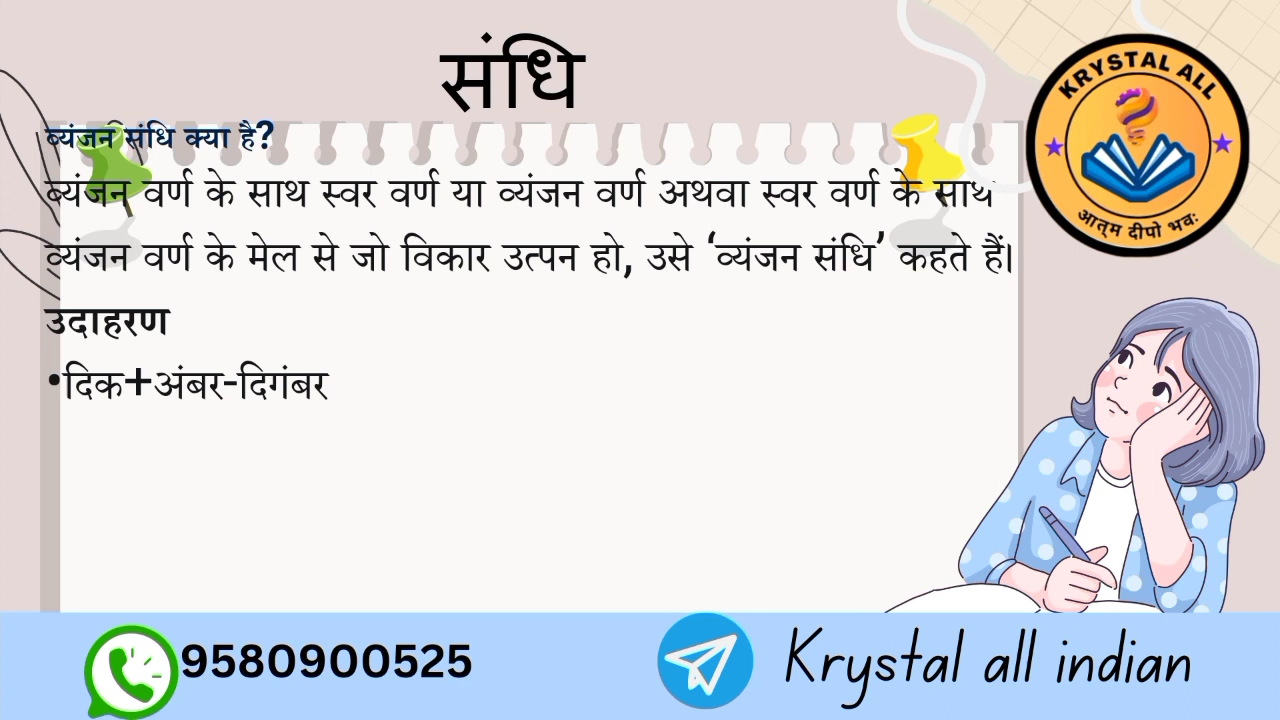 संधि
KRYSTAL ALL
आत्म दीपो भवः
ब्यंजन संधि क्या है?
ब्यंजन वर्ण के साथ स्वर वर्ण या व्यंजन वर्ण अथवा स्वर वर्ण के साथ
व्यंजन वर्ण के मेल से जो विकार उत्पन हो, उसे ‘व्यंजन संधि’ कहते हैं।
उदाहरण
•दिक+अंबर-दिगंबर
9580900525
Krystal all indian